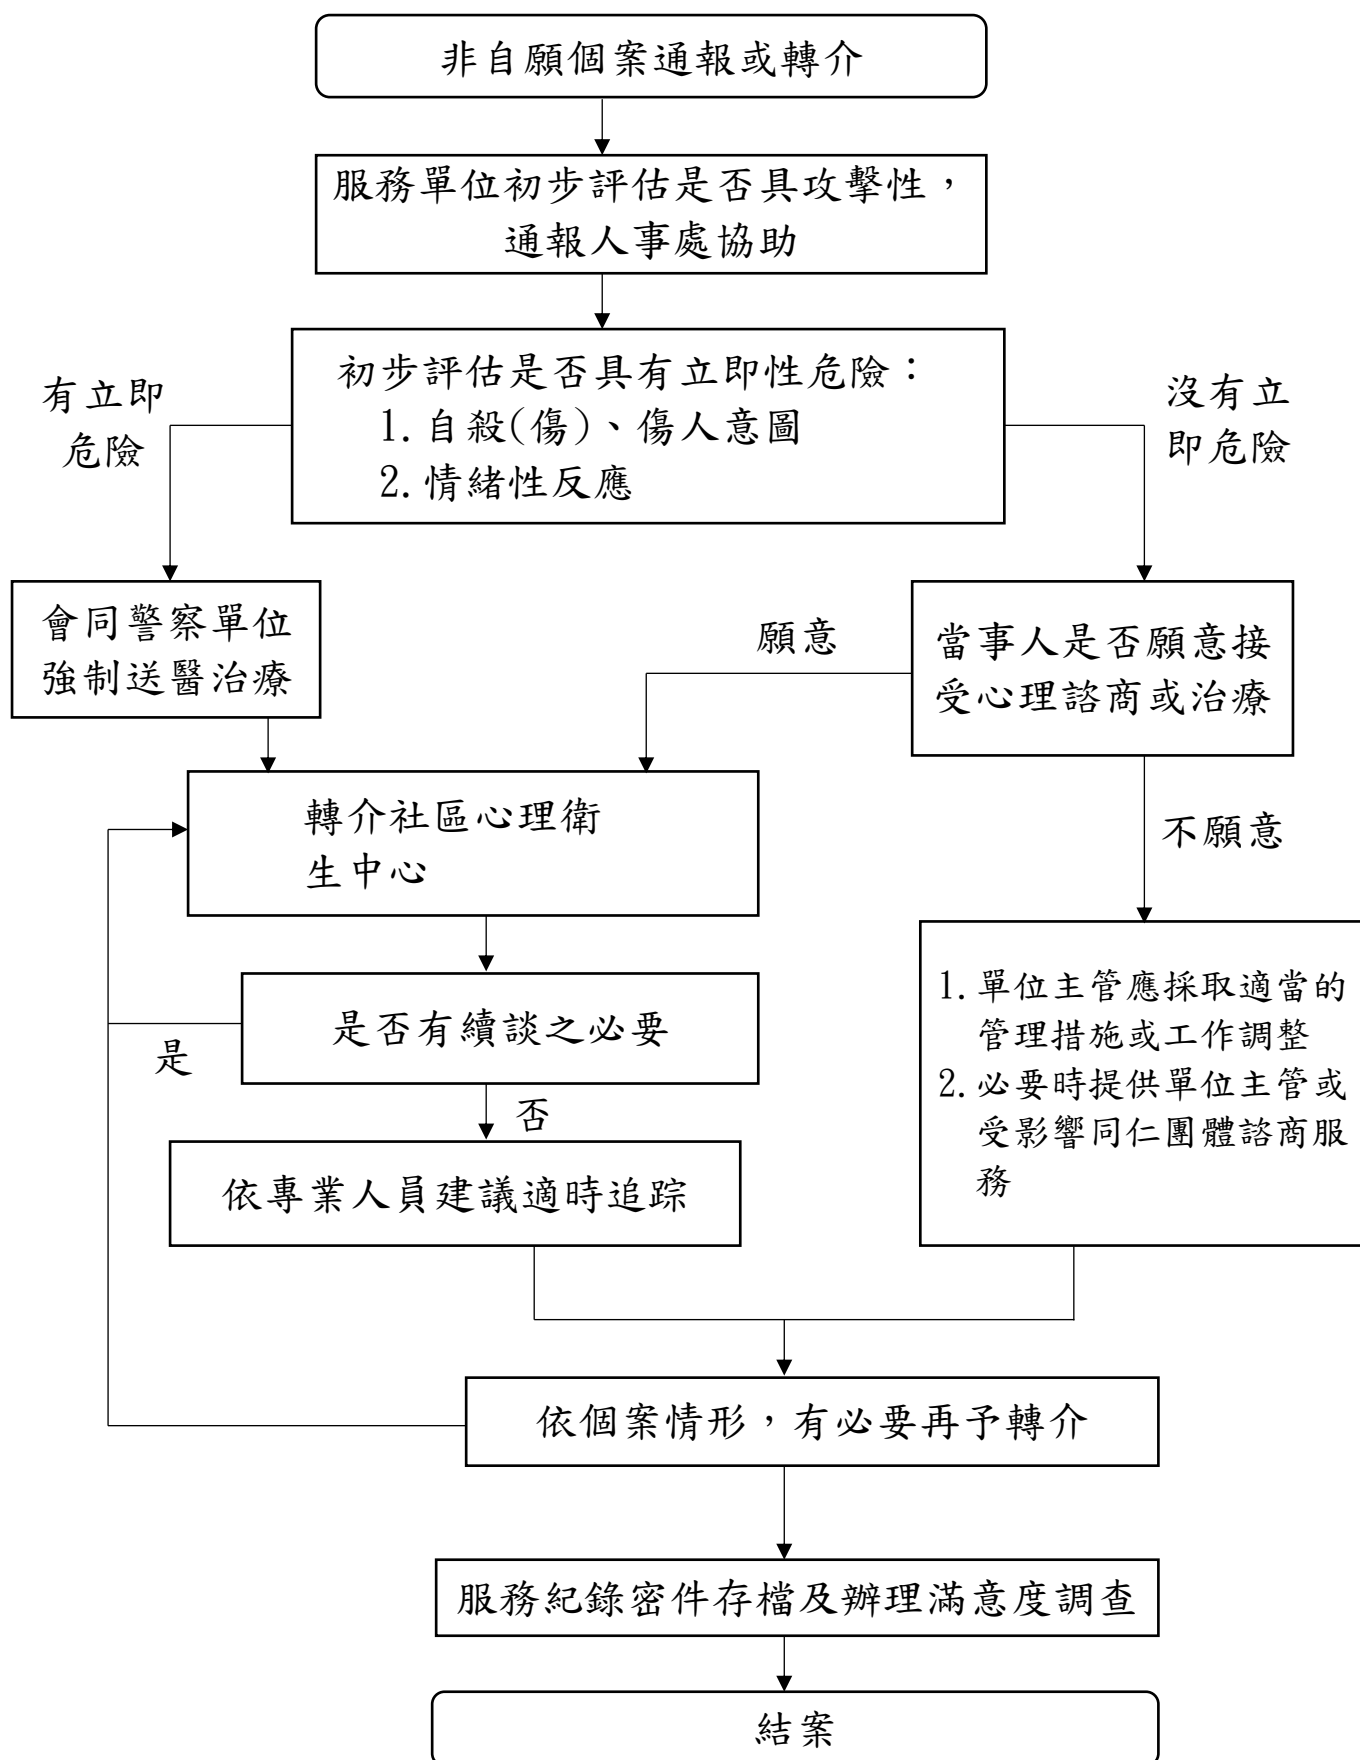 非自願個案通報或轉介
服務單位初步評估是否具攻擊性，
通報人事處協助
初步評估是否具有立即性危險：
1.自殺(傷)、傷人意圖
2.情緒性反應
有立即
危險
沒有立
即危險
會同警察單位
強制送醫治療
願意
當事人是否願意接
受心理諮商或治療
轉介社區心理衛
生中心
不願意
是否有續談之必要
是
否
1.單位主管應採取適當的
管理措施或工作調整
2.必要時提供單位主管或
受影響同仁團體諮商服
務
依專業人員建議適時追踪
依個案情形，有必要再予轉介
服務紀錄密件存檔及辦理滿意度調查
結案